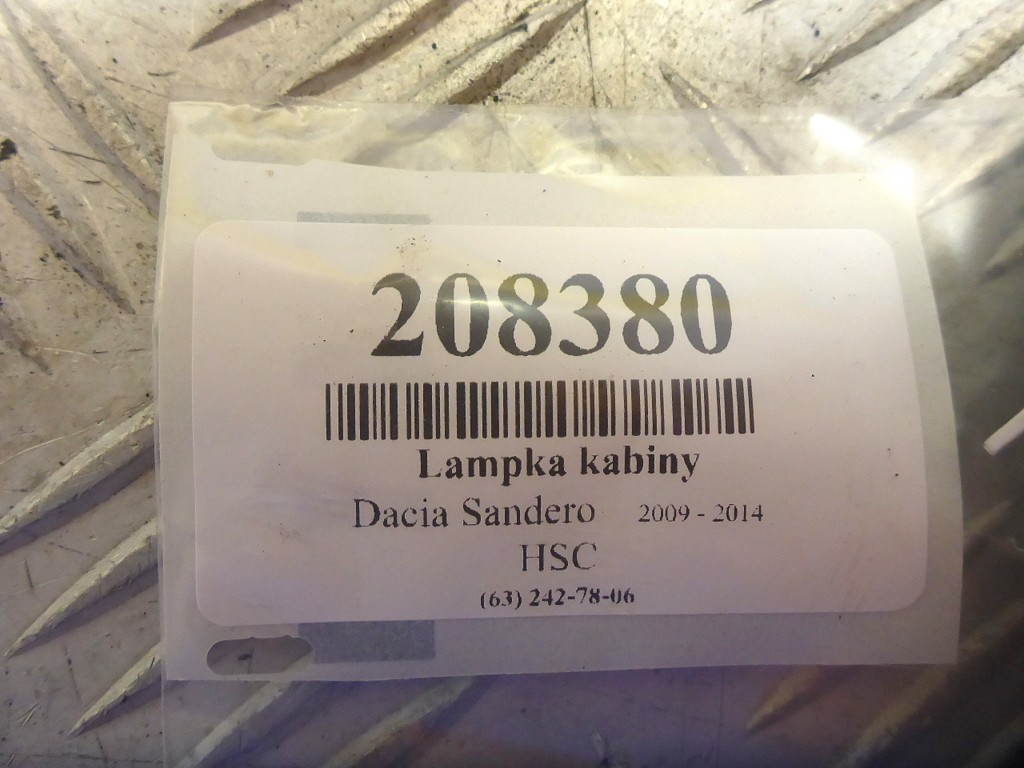 208380
Lampka kabiny
Dacia Sandero 2009 - 2014
HSC
(63) 242-78-06